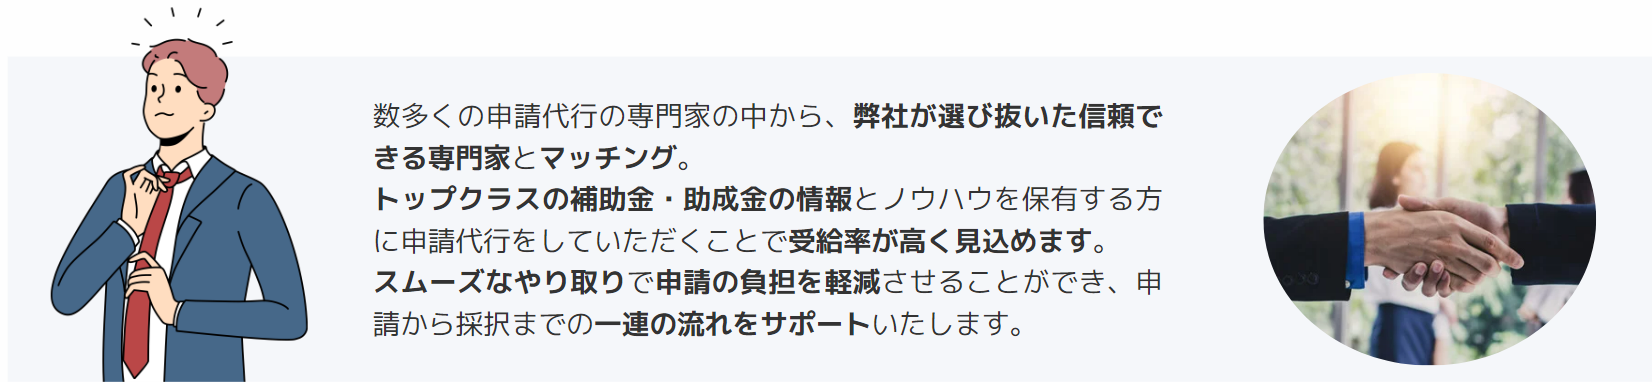 数多くの申請代行の専門家の中から、弊社が選び抜いた信頼で
きる専門家とマッチング。
トップクラスの補助金・助成金の情報とノウハウを保有する方
に申請代行をしていただくことで受給率が高く見込めます。
スムーズなやり取りで申請の負担を軽減させることができ、申
請から採択までの一連の流れをサポートいたします。